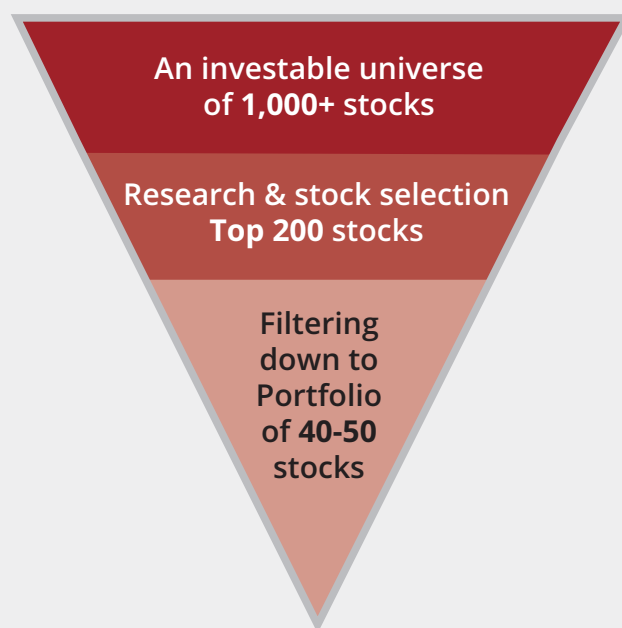 An investable universe
of 1,000+ stocks
Research & stock selection
Top 200 stocks
Filtering
down to
Portfolio
of 40-50
stocks